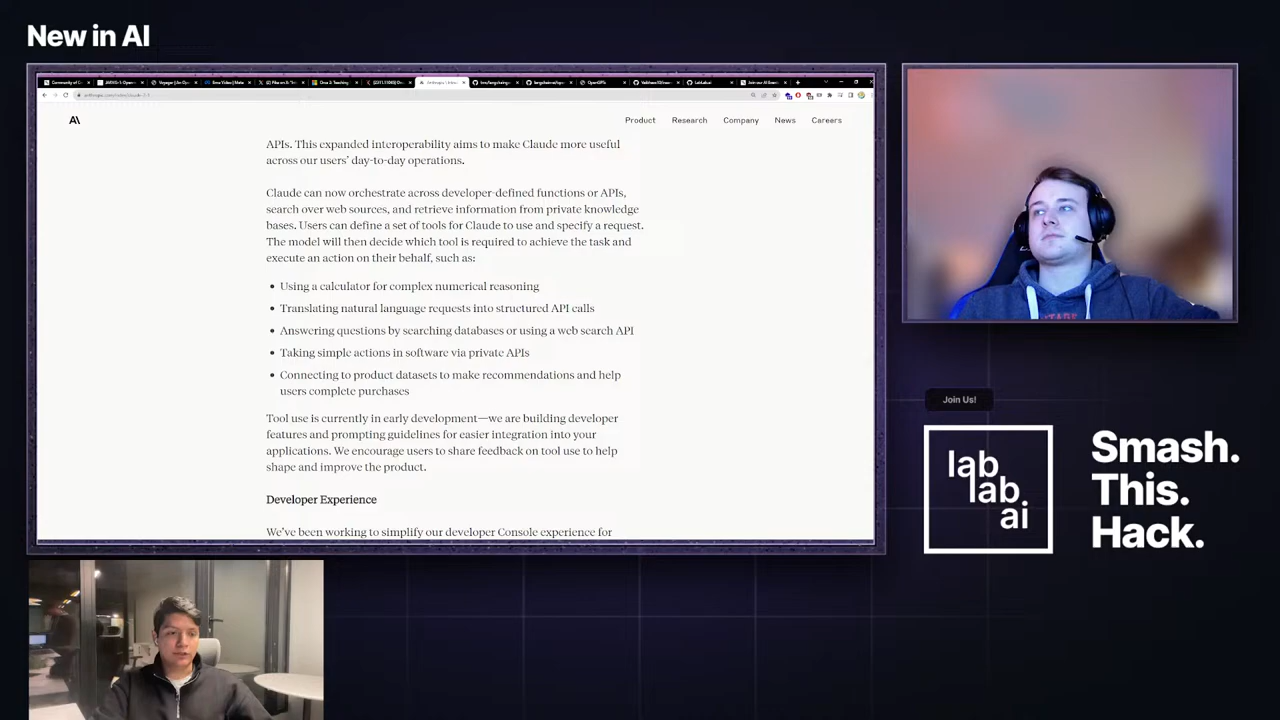 New in AI
Product Research Company News Careers
APIs. This expanded interoperability aims to make Claude more useful
across our users' day-to-day operations.
Claude can now orchestrate across developer-defined functions or APIs,
search over web sources, and retrieve information from private knowledge
bases. Users can define a set of tools for Claude to use and specify a request.
The model will then decide which tool is required to achieve the task and
execute an action on their behalf, such as:
• Using a calculator for complex numerical reasoning
• Translating natural language requests into structured API calls
• Answering questions by searching databases or using a web search API
• Taking simple actions in software via private APIs
• Connecting to product datasets to make recommendations and help
users complete purchases
Tool use is currently in early development—we are building developer
features and prompting guidelines for easier integration into your
applications. We encourage users to share feedback on tool use to help
shape and improve the product.
Developer Experience
We've been working to simplify our developer Console experience for
Join Us!
lab
lab.
ai
Smash.
This.
Hack.